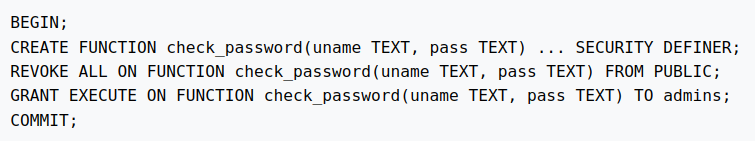 BEGIN;
CREATE FUNCTION check_password(uname TEXT, pass TEXT) ... SECURITY DEFINER;
REVOKE ALL ON FUNCTION check_password(uname TEXT, pass TEXT) FROM PUBLIC;
GRANT EXECUTE ON FUNCTION check_password(uname TEXT, pass TEXT) TO admins;
COMMIT;